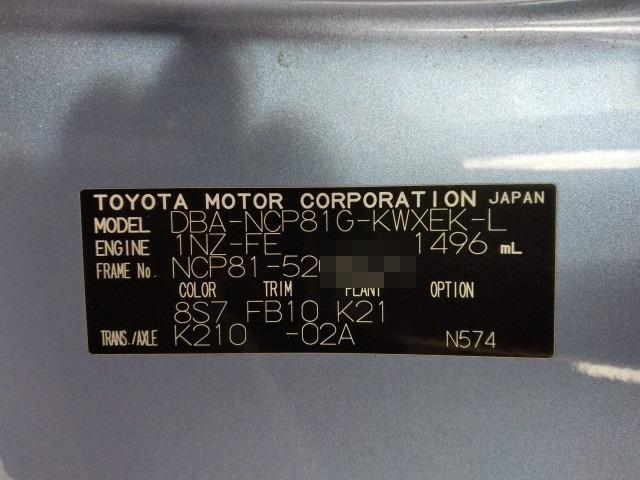 TOYOTA MOTOR CORPORATION JAPAN
MODEL DBA-NCP81G-KWXEK-L
ENGINE 1NZ-FE 1496 mL
FRAME No. NCP81-52
COLOR TRIM PLANT OPTION
8S7 FB10 K21
TRANS./AXLE K210 -02A N574